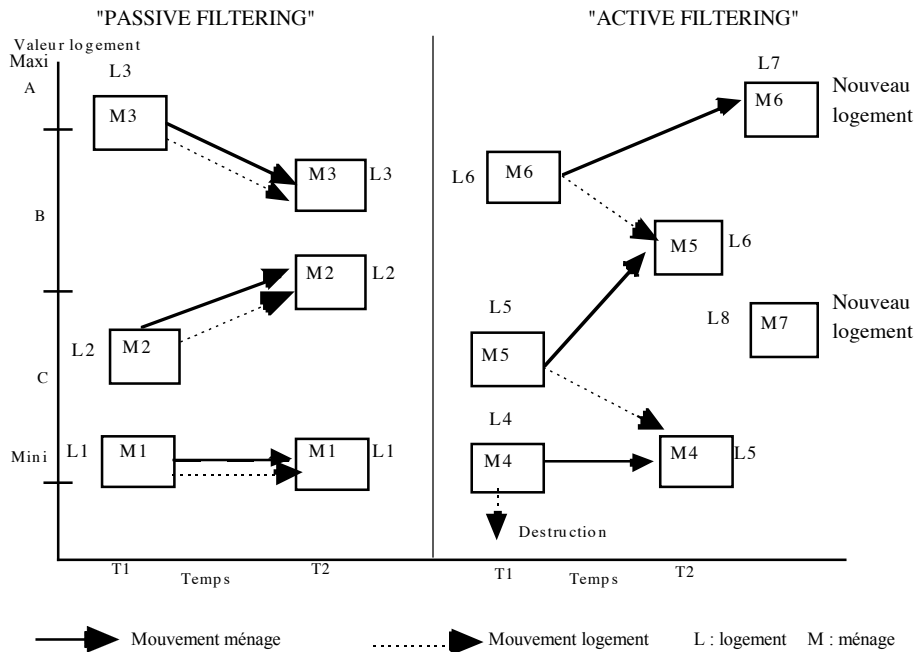 "PASSIVE FILTERING"
"ACTIVE FILTERING"
Valeur logement
Maxi
A
B
C
Mini
L3
M3
M3
L3
M2
L2
L2
M2
L1
M1
M1
L1
T1
Temps
T2
L7
M6
Nouveau
logement
L6
M6
M5
L6
L5
M5
L8
M7
Nouveau
logement
L4
M4
M4
L5
Destruction
T1
Temps
T2
Mouvement ménage
Mouvement logement
L : logement
M : ménage